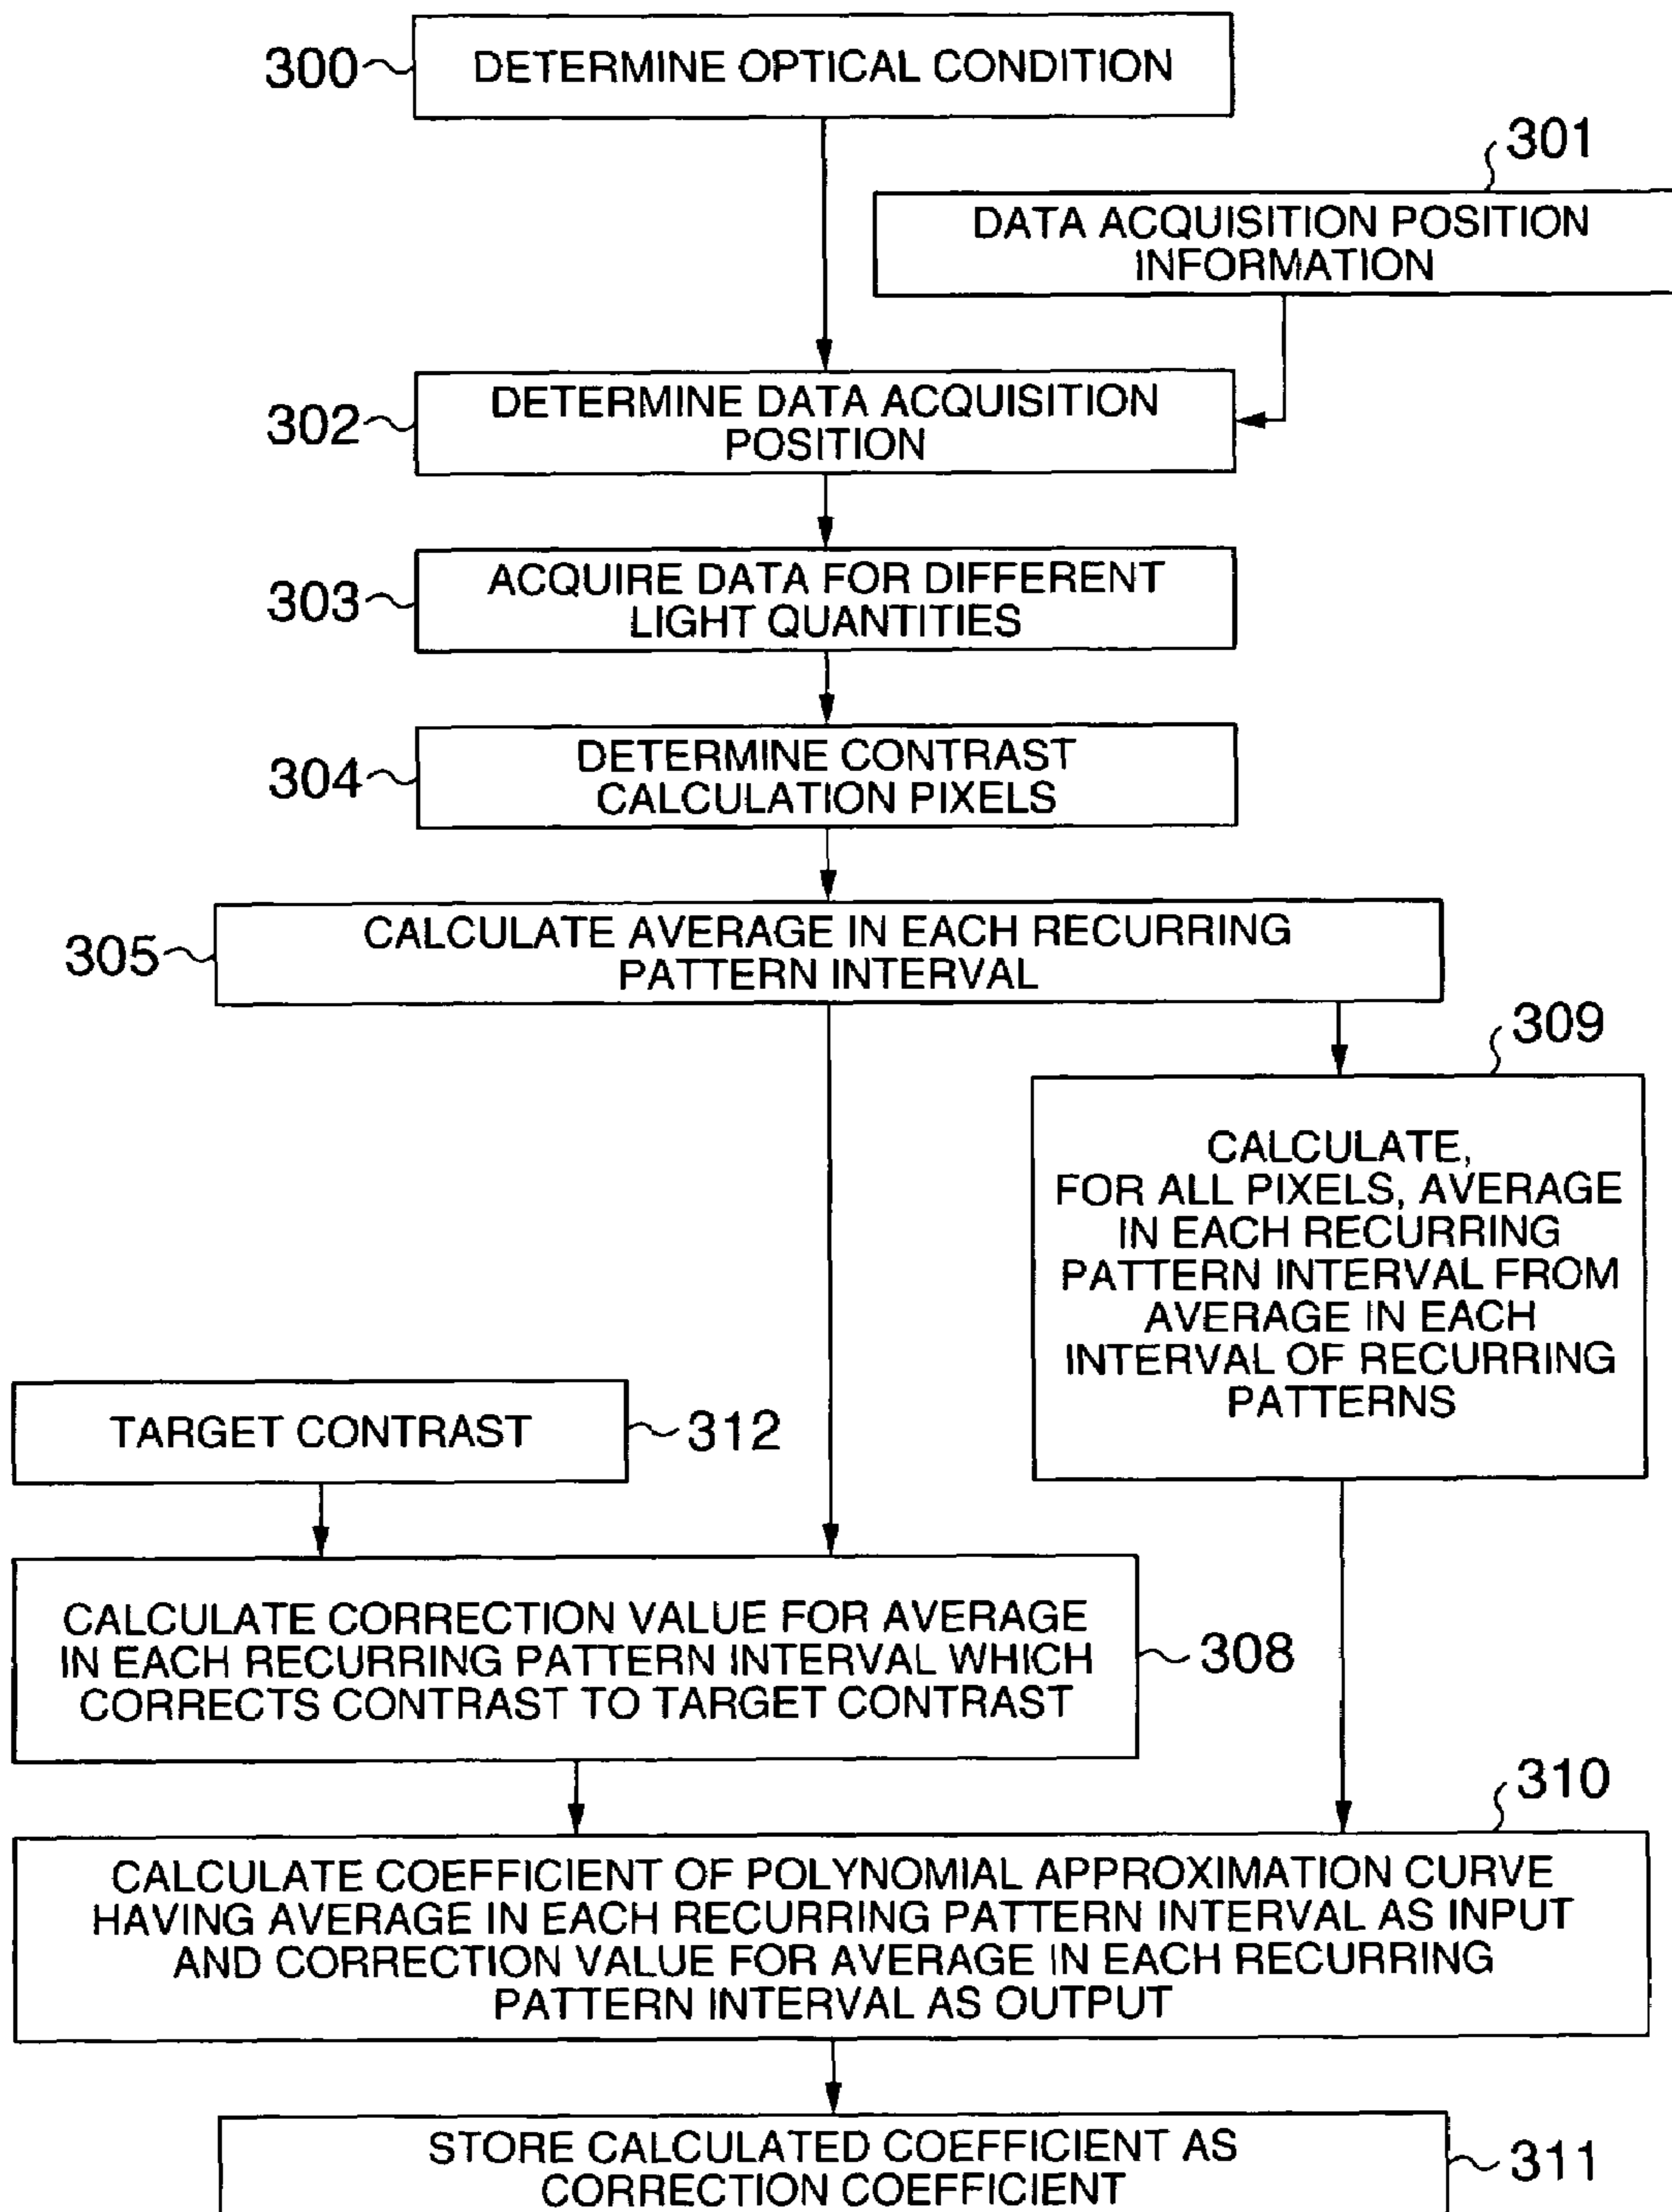 300
DETERMINE OPTICAL CONDITION
301
DATA ACQUISITION POSITION
INFORMATION
302
DETERMINE DATA ACQUISITION
POSITION
303
ACQUIRE DATA FOR DIFFERENT
LIGHT QUANTITIES
304
DETERMINE CONTRAST
CALCULATION PIXELS
305
CALCULATE AVERAGE IN EACH RECURRING
PATTERN INTERVAL
309
CALCULATE,
FOR ALL PIXELS, AVERAGE
IN EACH RECURRING
PATTERN INTERVAL FROM
AVERAGE IN EACH
INTERVAL OF RECURRING
PATTERNS
TARGET CONTRAST
312
CALCULATE CORRECTION VALUE FOR AVERAGE
IN EACH RECURRING PATTERN INTERVAL WHICH
CORRECTS CONTRAST TO TARGET CONTRAST
308
310
CALCULATE COEFFICIENT OF POLYNOMIAL APPROXIMATION CURVE
HAVING AVERAGE IN EACH RECURRING PATTERN INTERVAL AS INPUT
AND CORRECTION VALUE FOR AVERAGE IN EACH RECURRING
PATTERN INTERVAL AS OUTPUT
STORE CALCULATED COEFFICIENT AS
CORRECTION COEFFICIENT
311